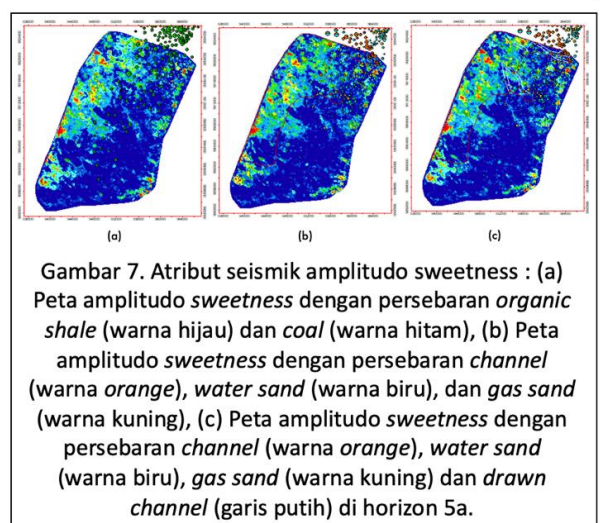 (a)
(b)
(c)
Gambar 7. Atribut seismik amplitudo sweetness : (a)
Peta amplitudo sweetness dengan persebaran organic
shale (warna hijau) dan coal (warna hitam), (b) Peta
amplitudo sweetness dengan persebaran channel
(warna orange), water sand (warna biru), dan gas sand
(warna kuning), (c) Peta amplitudo sweetness dengan
persebaran channel (warna orange), water sand
(warna biru), gas sand (warna kuning) dan drawn
channel (garis putih) di horizon 5a.